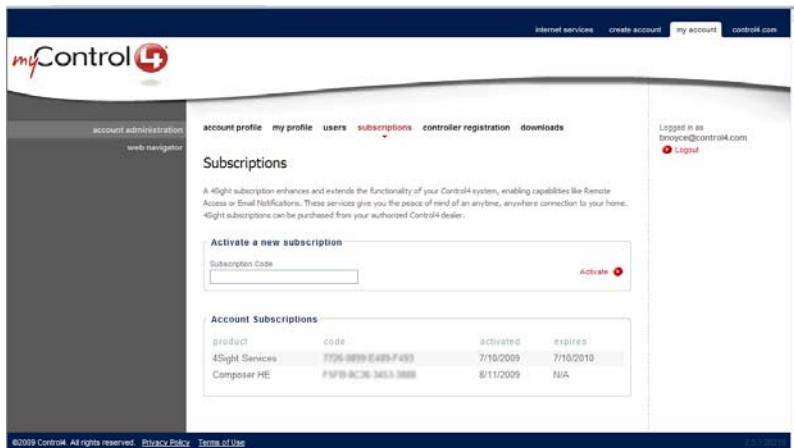 internet services create account my account control4.com
myControl4
account administration
web navigator
account profile my profile users subscriptions controller registration downloads
Logged in as
bnoyce@control4.com
Logout
Subscriptions
A 4Sight subscription enhances and extends the functionality of your Control4 system, enabling capabilities like Remote
Access or Email Notifications. These services give you the peace of mind of an anytime, anywhere connection to your home.
4Sight subscriptions can be purchased from your authorized Control4 dealer.
Activate a new subscription
Subscription Code
Activate
Account Subscriptions
product code activated expires
4Sight Services 7/10/2009 7/10/2010
Composer HE 8/11/2009 N/A
©2009 Control4. All rights reserved. Privacy Policy Terms of Use